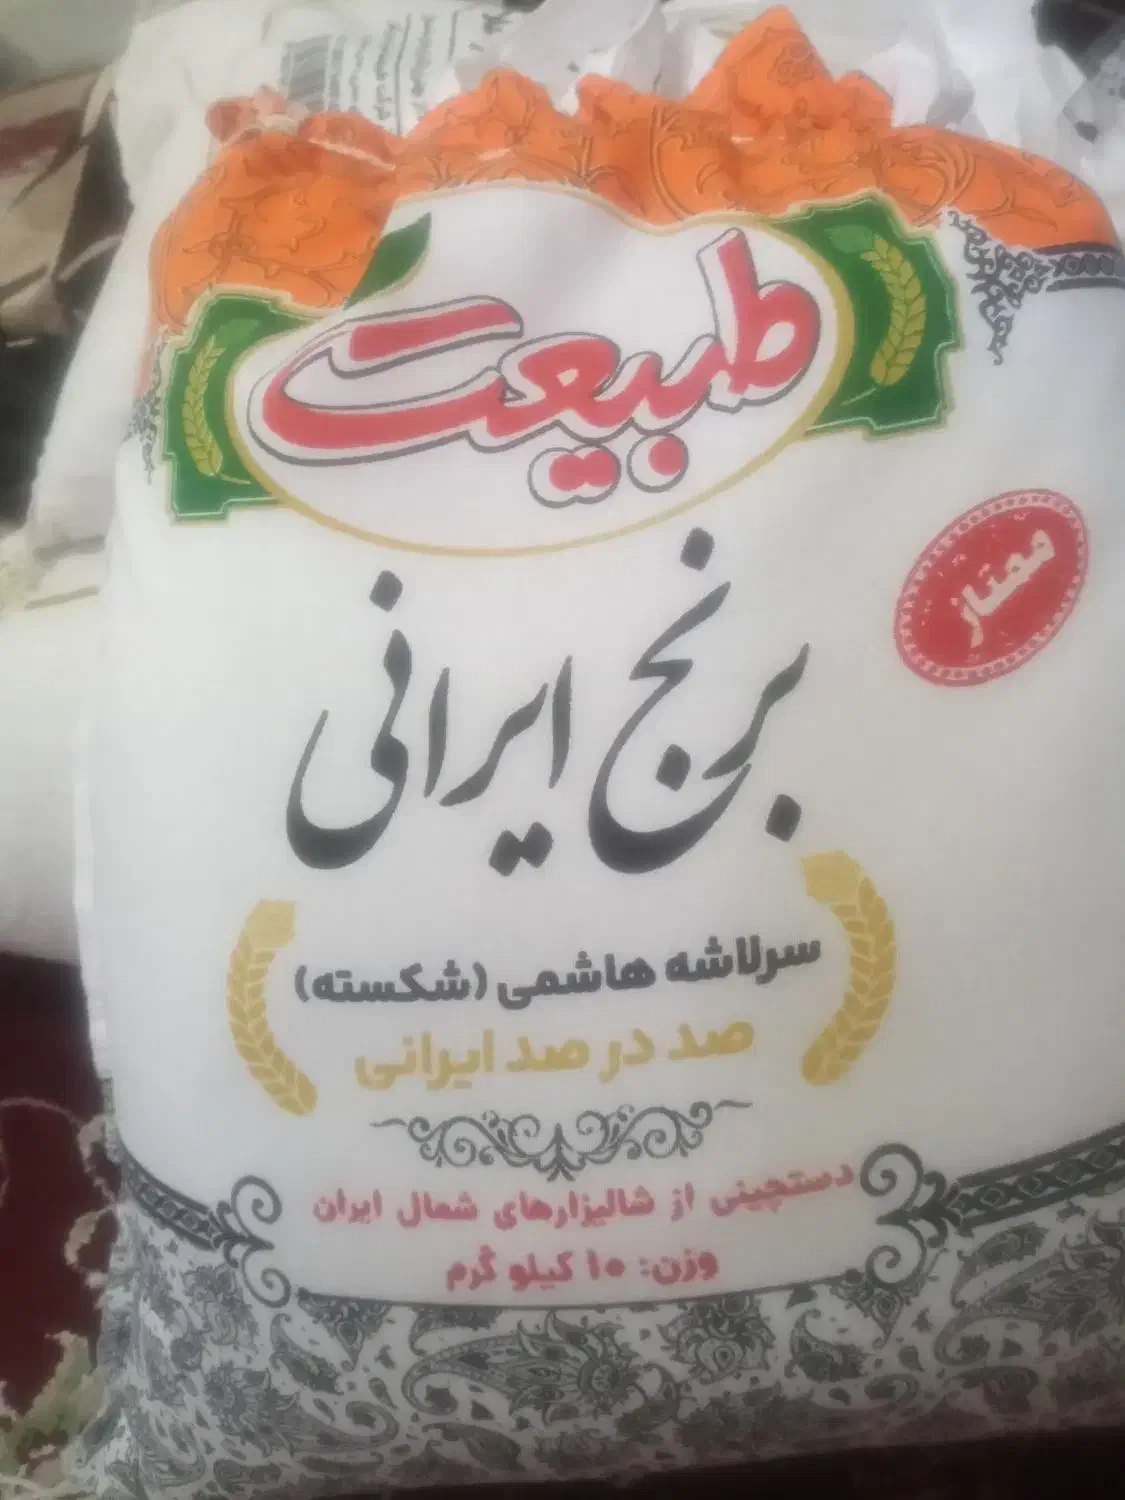 طبیعت
ممتاز
برنج ایرانی
سرلاشه هاشمی (شکسته)
صد در صد ایرانی
دستچینی از شالیزارهای شمال ایران
وزن: ۱۰ کیلو گرم